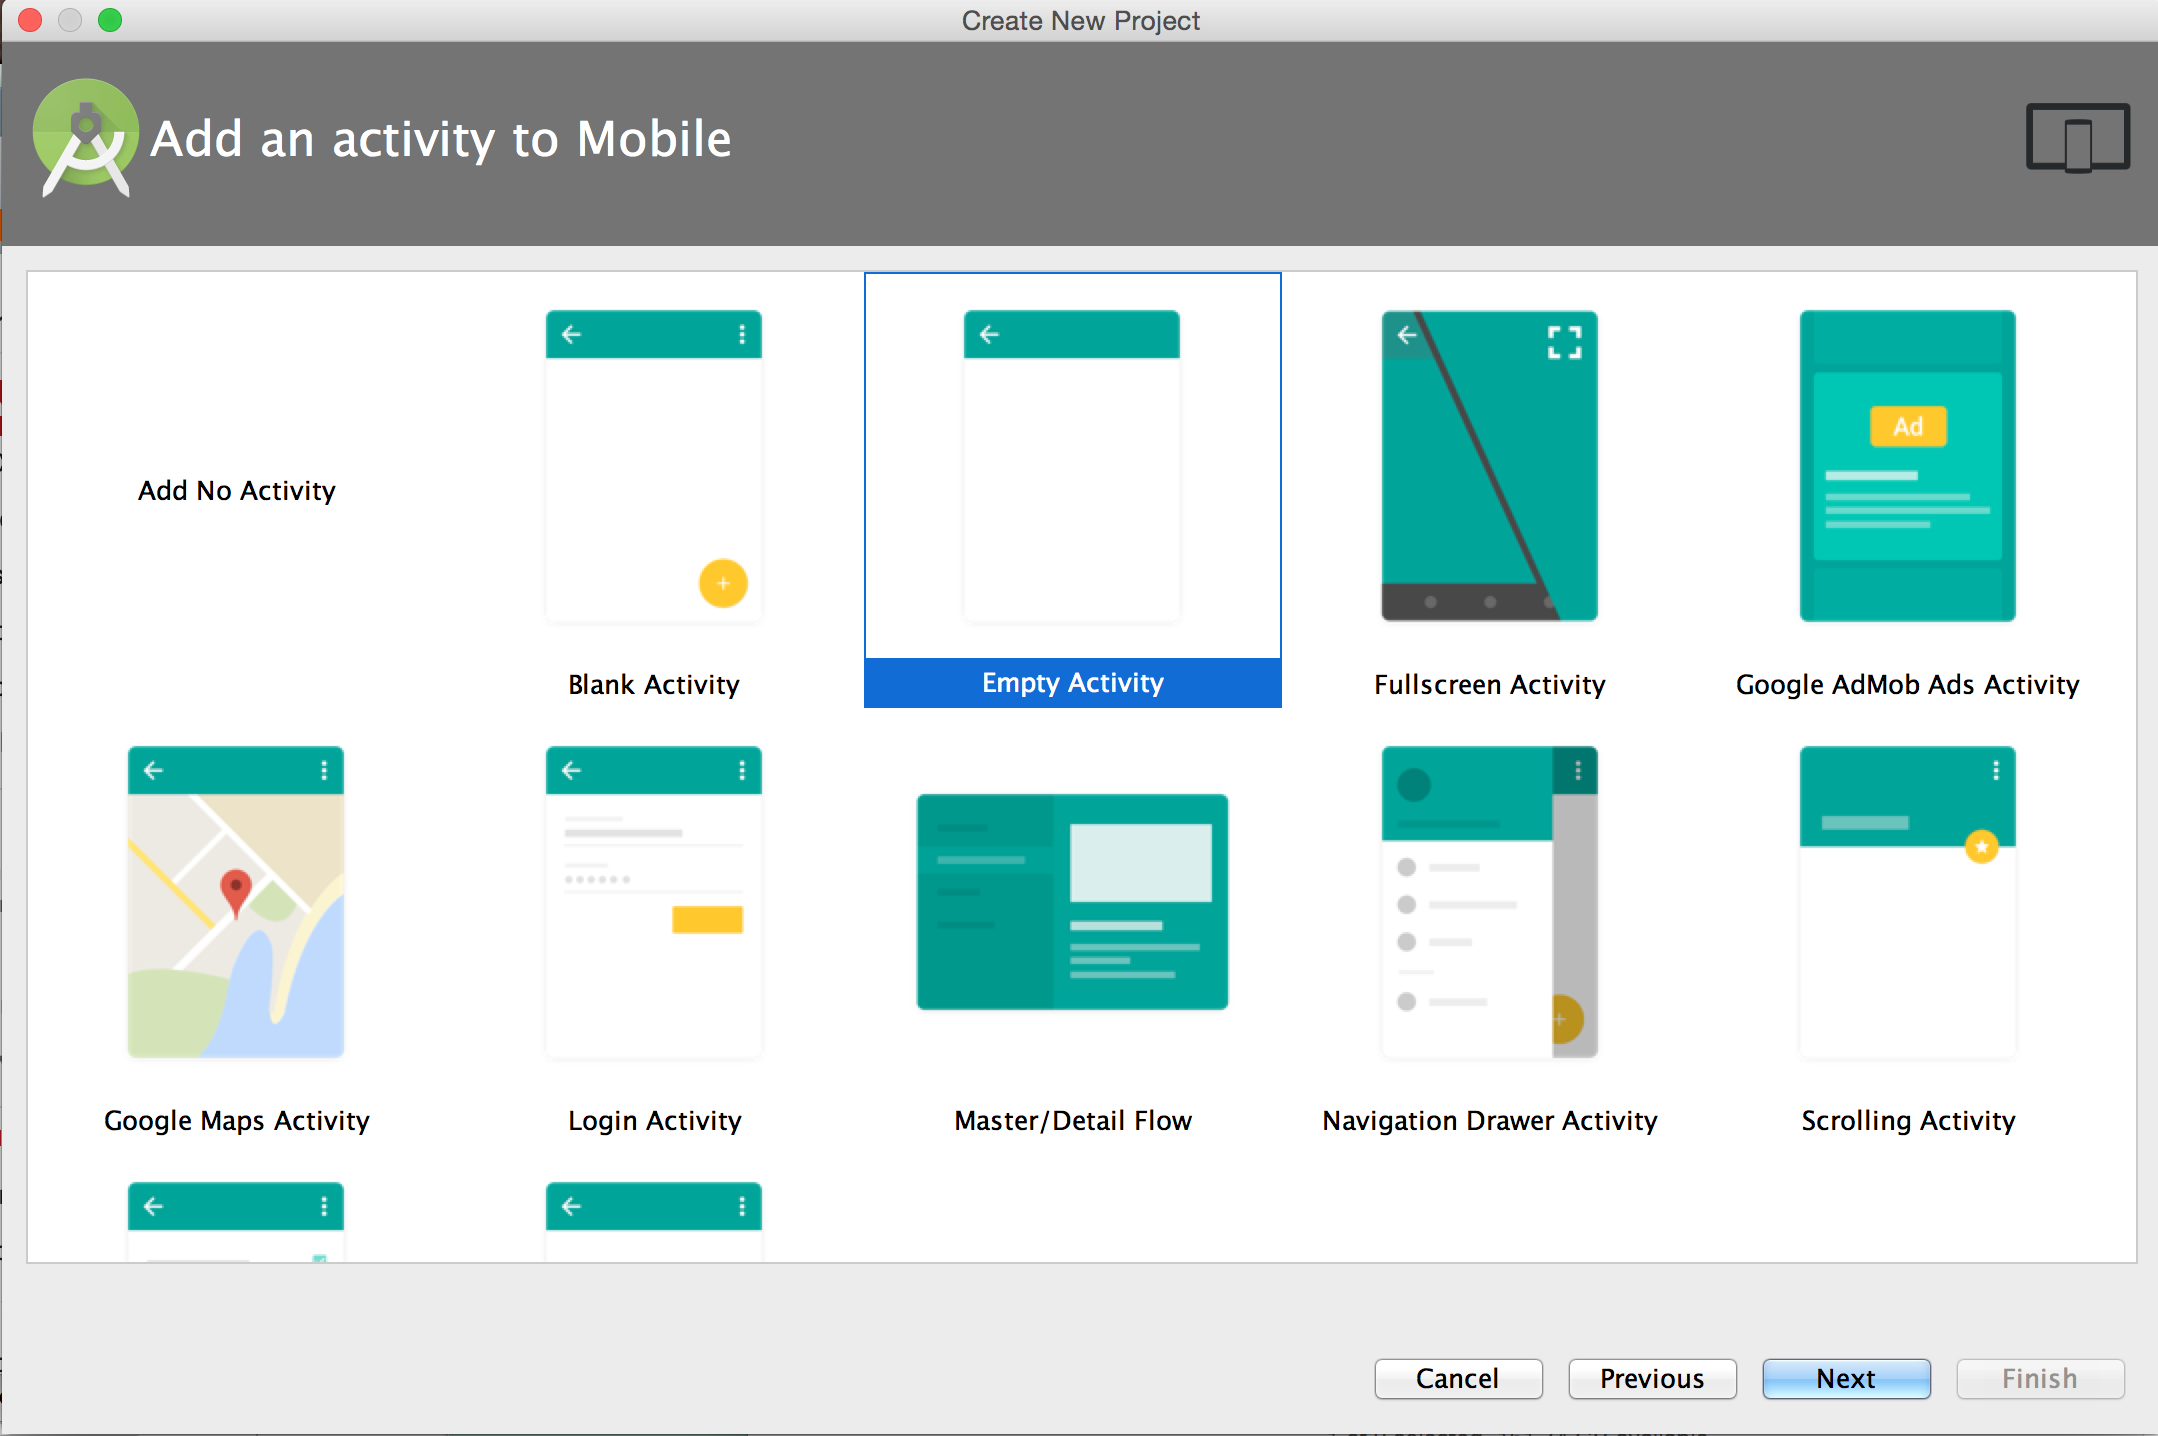 Create New Project
Add an activity to Mobile
Ad
Add No Activity
Blank Activity
Empty Activity
Fullscreen Activity
Google AdMob Ads Activity
Google Maps Activity
Login Activity
Master/Detail Flow
Navigation Drawer Activity
Scrolling Activity
Cancel
Previous
Next
Finish